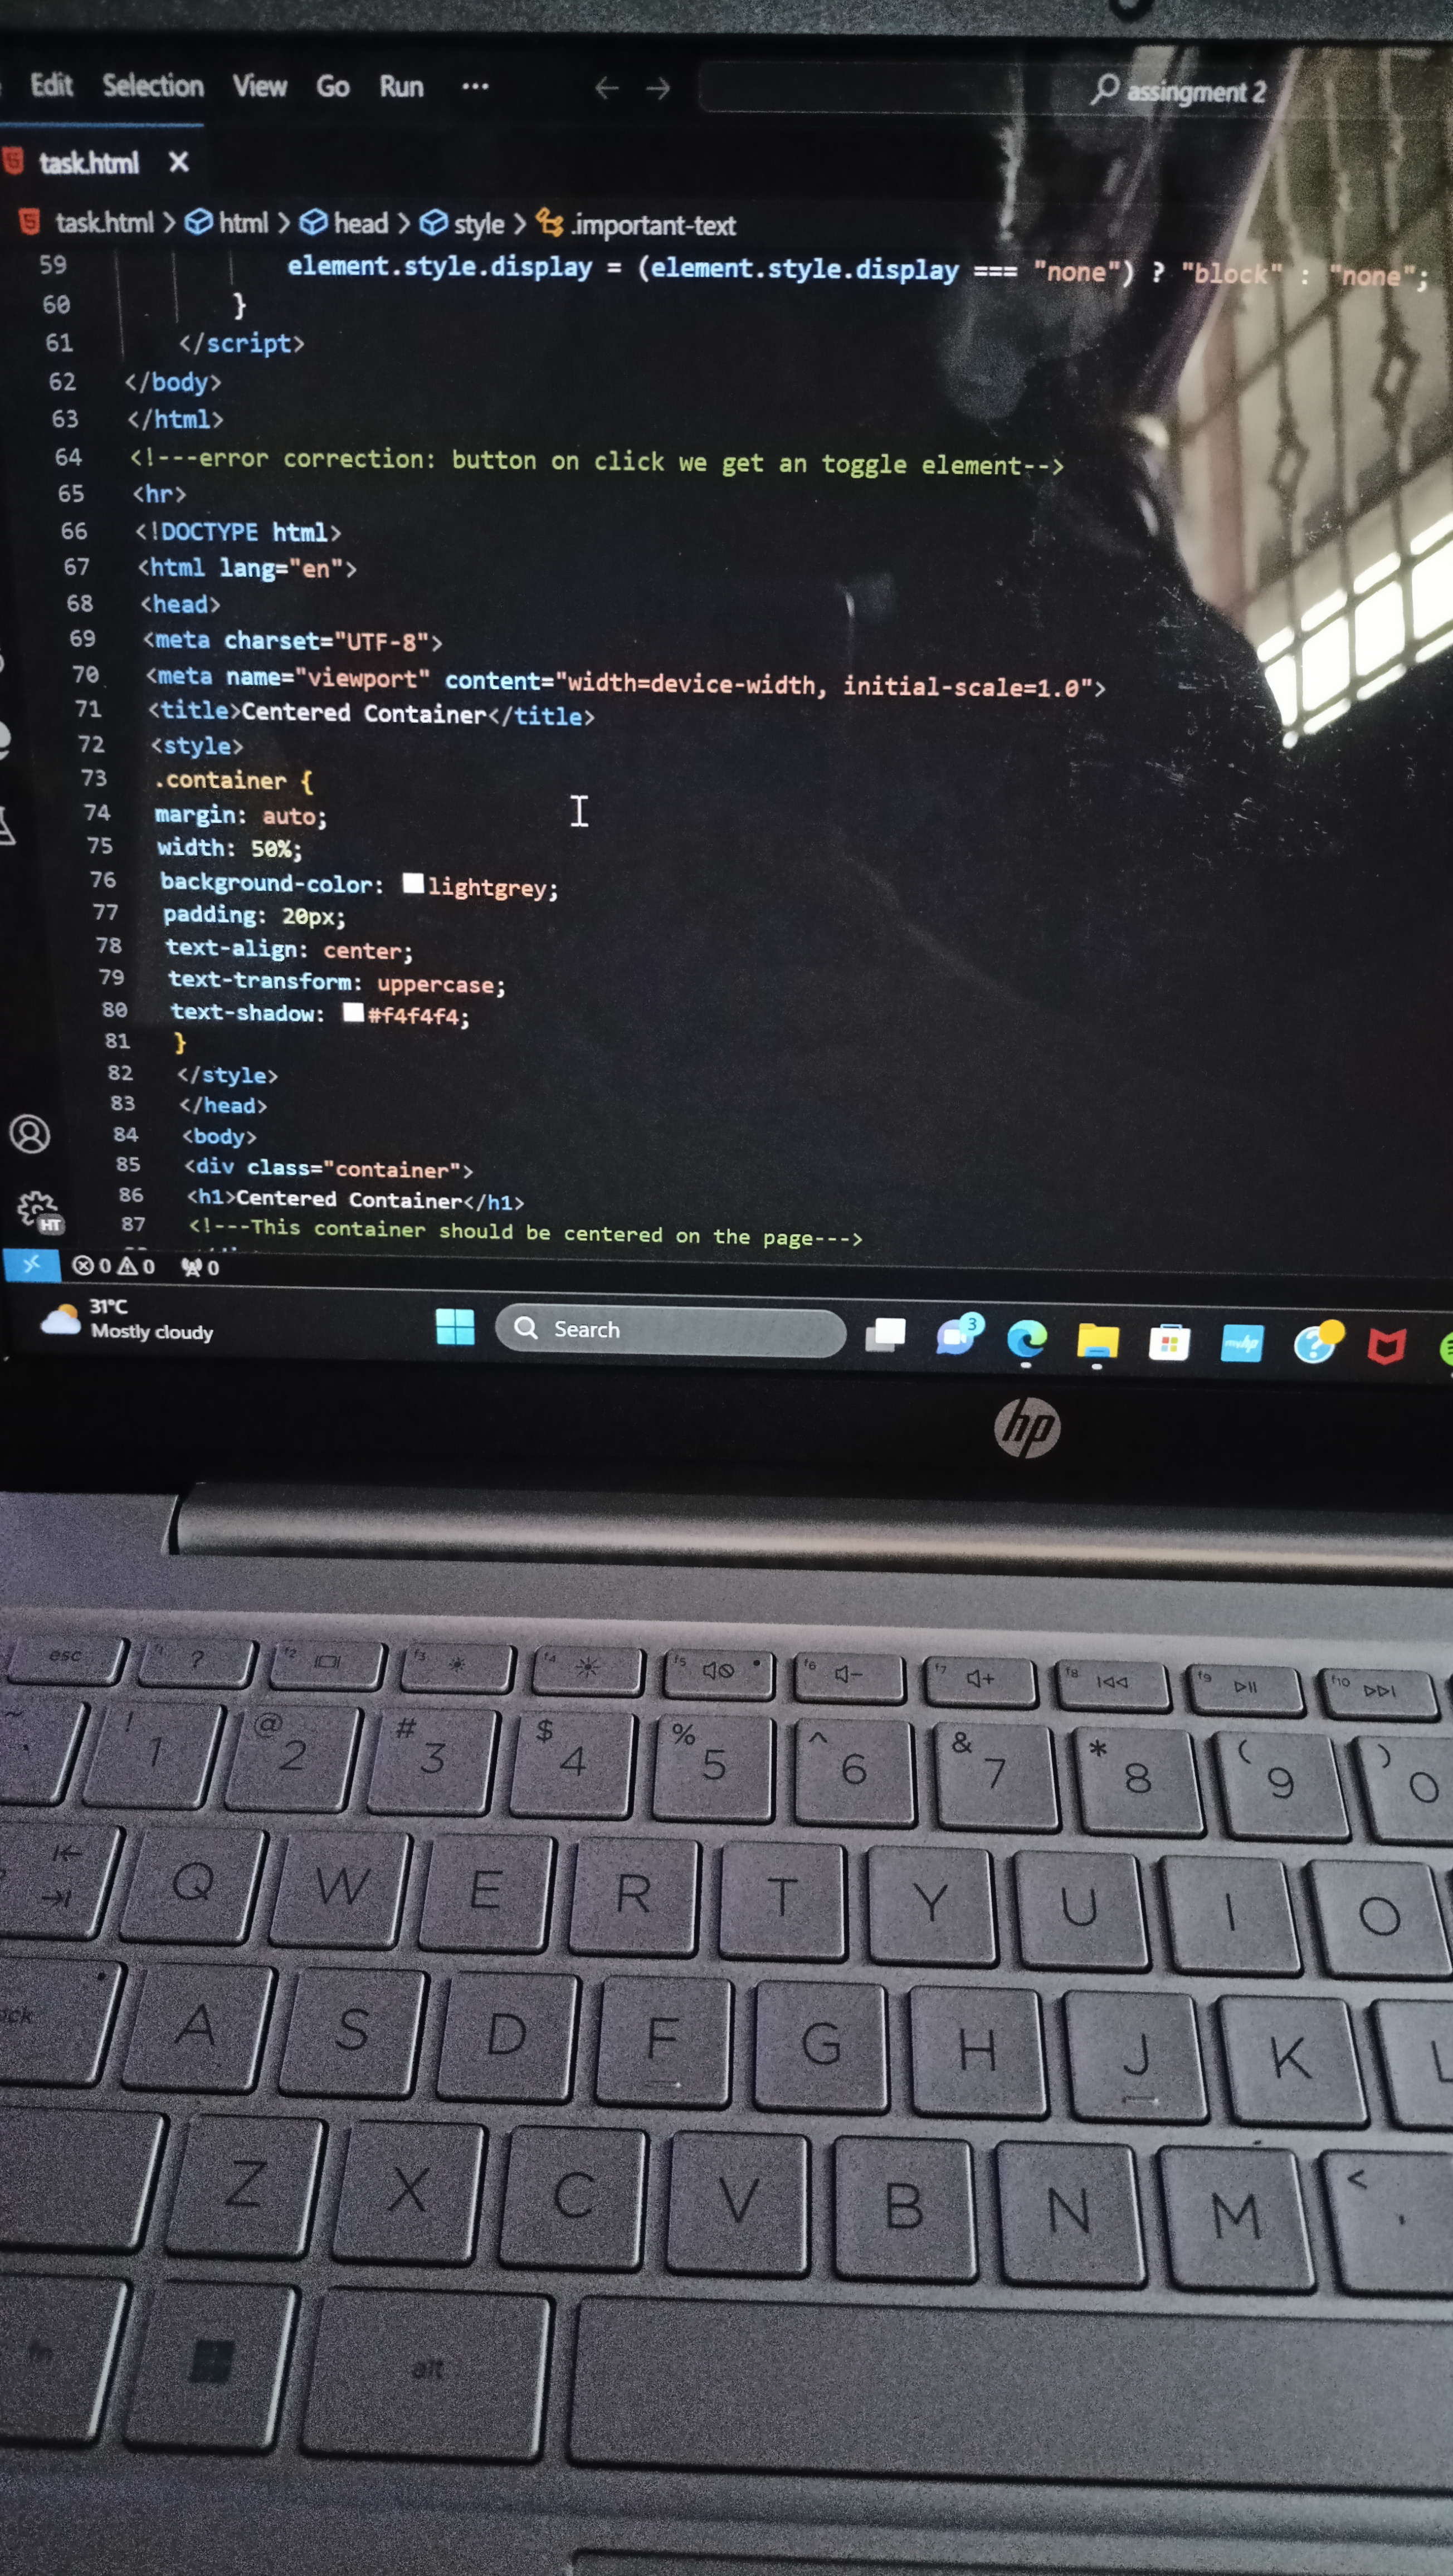 Edit Selection View Go Run ...
assingment 2
task.html
task.html > html > head > style > .important-text
59 element.style.display = (element.style.display === "none") ? "block" : "none";
60 }
61 </script>
62 </body>
63 </html>
64 <!---error correction: button on click we get an toggle element-->
65 <hr>
66 <!DOCTYPE html>
67 <html lang="en">
68 <head>
69 <meta charset="UTF-8">
70 <meta name="viewport" content="width=device-width, initial-scale=1.0">
71 <title>Centered Container</title>
72 <style>
73 .container {
74 margin: auto;
75 width: 50%;
76 background-color: lightgrey;
77 padding: 20px;
78 text-align: center;
79 text-transform: uppercase;
80 text-shadow: #f4f4f4;
81 }
82 </style>
83 </head>
84 <body>
85 <div class="container">
86 <h1>Centered Container</h1>
87 <!---This container should be centered on the page--->
HT
0 0 0
31°C
Mostly cloudy
Search
3
myhp
hp
esc f1 ? f2 f3 f4 f5 f6 f7 f8 f9 f10
! 1 @ 2 # 3 $ 4 % 5 ^ 6 & 7 * 8 ( 9 ) 0
Q W E R T Y U I O
A S D F G H J K L
Z X C V B N M < ,
fn alt